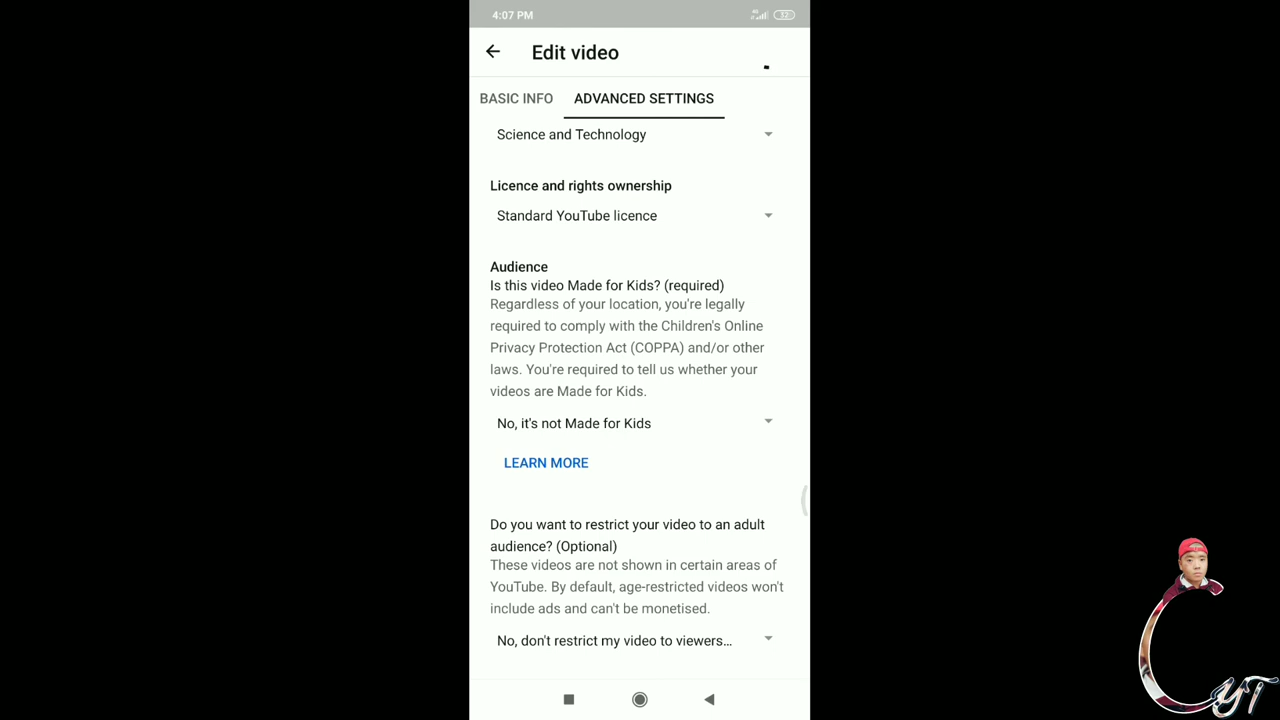 4:07 PM
4G
52
Edit video
BASIC INFO
ADVANCED SETTINGS
Science and Technology
Licence and rights ownership
Standard YouTube licence
Audience
Is this video Made for Kids? (required)
Regardless of your location, you're legally
required to comply with the Children's Online
Privacy Protection Act (COPPA) and/or other
laws. You're required to tell us whether your
videos are Made for Kids.
No, it's not Made for Kids
LEARN MORE
Do you want to restrict your video to an adult
audience? (Optional)
These videos are not shown in certain areas of
YouTube. By default, age-restricted videos won't
include ads and can't be monetised.
No, don't restrict my video to viewers...
CYT